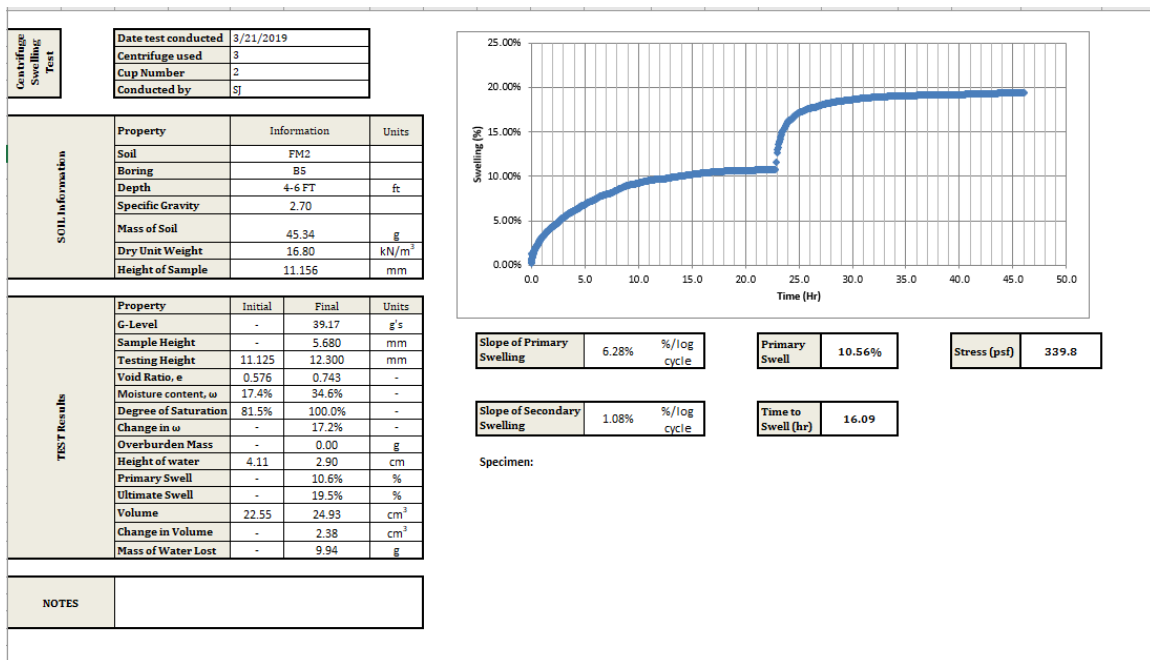 Centrifuge
Swelling
Test
Date test conducted 3/21/2019
Centrifuge used 3
Cup Number 2
Conducted by SJ
SOIL Information
Property Information Units
Soil FM2
Boring B5
Depth 4-6 FT ft
Specific Gravity 2.70
Mass of Soil 45.34 g
Dry Unit Weight 16.80 kN/m³
Height of Sample 11.156 mm
TEST Results
Property Initial Final Units
G-Level - 39.17 g's
Sample Height - 5.680 mm
Testing Height 11.125 12.300 mm
Void Ratio, e 0.576 0.743 -
Moisture content, ω 17.4% 34.6% -
Degree of Saturation 81.5% 100.0% -
Change in ω - 17.2% -
Overburden Mass - 0.00 g
Height of water 4.11 2.90 cm
Primary Swell - 10.6% %
Ultimate Swell - 19.5% %
Volume 22.55 24.93 cm³
Change in Volume - 2.38 cm³
Mass of Water Lost - 9.94 g
NOTES
25.00%
20.00%
15.00%
10.00%
5.00%
0.00%
Swelling (%)
0.0 5.0 10.0 15.0 20.0 25.0 30.0 35.0 40.0 45.0 50.0
Time (Hr)
Slope of Primary
Swelling
6.28%
%/log
cycle
Primary
Swell
10.56%
Stress (psf)
339.8
Slope of Secondary
Swelling
1.08%
%/log
cycle
Time to
Swell (hr)
16.09
Specimen: